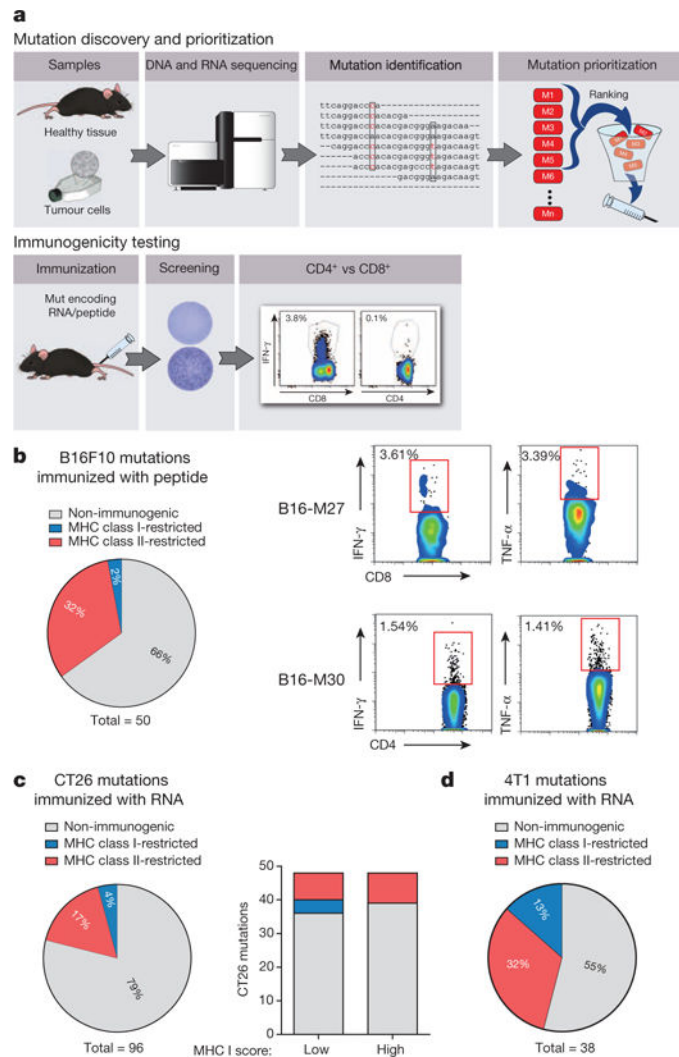 a
Mutation discovery and prioritization
Samples
DNA and RNA sequencing
Mutation identification
Mutation prioritization
Healthy tissue
Tumour cells
M1
M2
M3
M4
M5
M6
Mn
Ranking
Immunogenicity testing
Immunization
Screening
CD4+ vs CD8+
Mut encoding
RNA/peptide
3.8%
0.1%
IFN-γ
CD8
CD4
b
B16F10 mutations
immunized with peptide
Non-immunogenic
MHC class I-restricted
MHC class II-restricted
2%
32%
66%
Total = 50
B16-M27
3.61%
IFN-γ
CD8
3.39%
TNF-α
B16-M30
1.54%
IFN-γ
CD4
1.41%
TNF-α
c
CT26 mutations
immunized with RNA
Non-immunogenic
MHC class I-restricted
MHC class II-restricted
4%
17%
79%
Total = 96
CT26 mutations
50
40
30
20
10
0
MHC I score:
Low
High
d
4T1 mutations
immunized with RNA
Non-immunogenic
MHC class I-restricted
MHC class II-restricted
13%
32%
55%
Total = 38